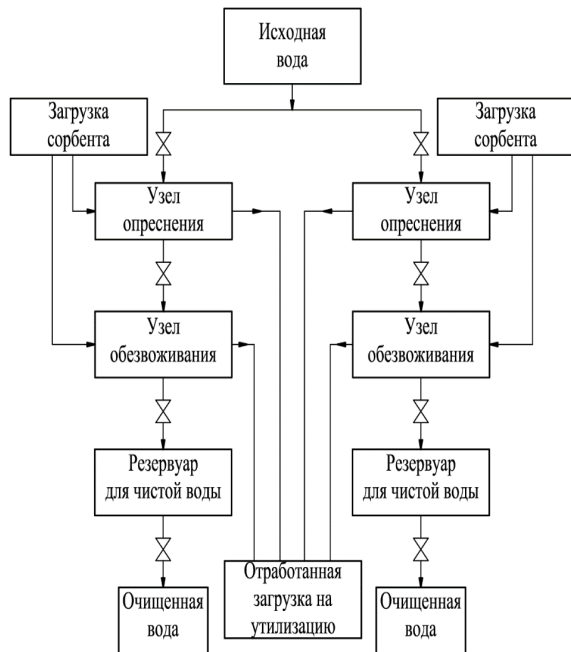 Исходная
вода
Загрузка
сорбента
Загрузка
сорбента
Узел
опреснения
Узел
опреснения
Узел
обезвоживания
Узел
обезвоживания
Резервуар
для чистой воды
Резервуар
для чистой воды
Очищенная
вода
Отработанная
загрузка на
утилизацию
Очищенная
вода